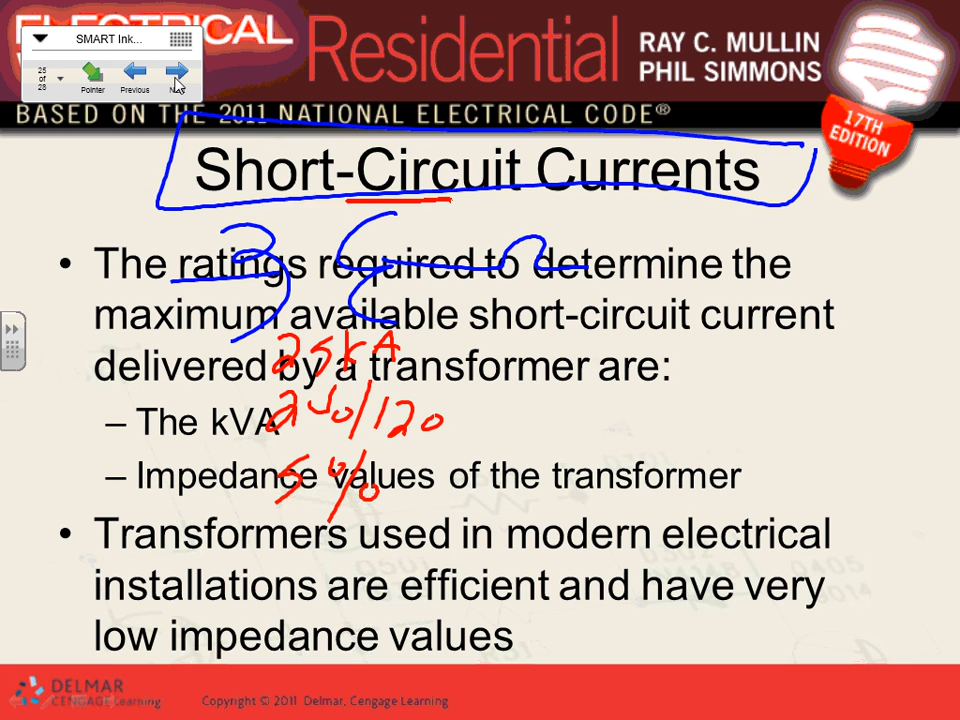 ELECTRICAL
Residential
RAY C. MULLIN
PHIL SIMMONS
SMART Ink...
25
of
28
Pointer
Previous
BASED ON THE 2011 NATIONAL ELECTRICAL CODE®
17TH
EDITION
Short-Circuit Currents
• The ratings required to determine the
maximum available short-circuit current
delivered by a transformer are:
25kA
– The kVA
240/120
– Impedance values of the transformer
5%
• Transformers used in modern electrical
installations are efficient and have very
low impedance values
DELMAR
CENGAGE Learning
Copyright © 2011 Delmar, Cengage Learning